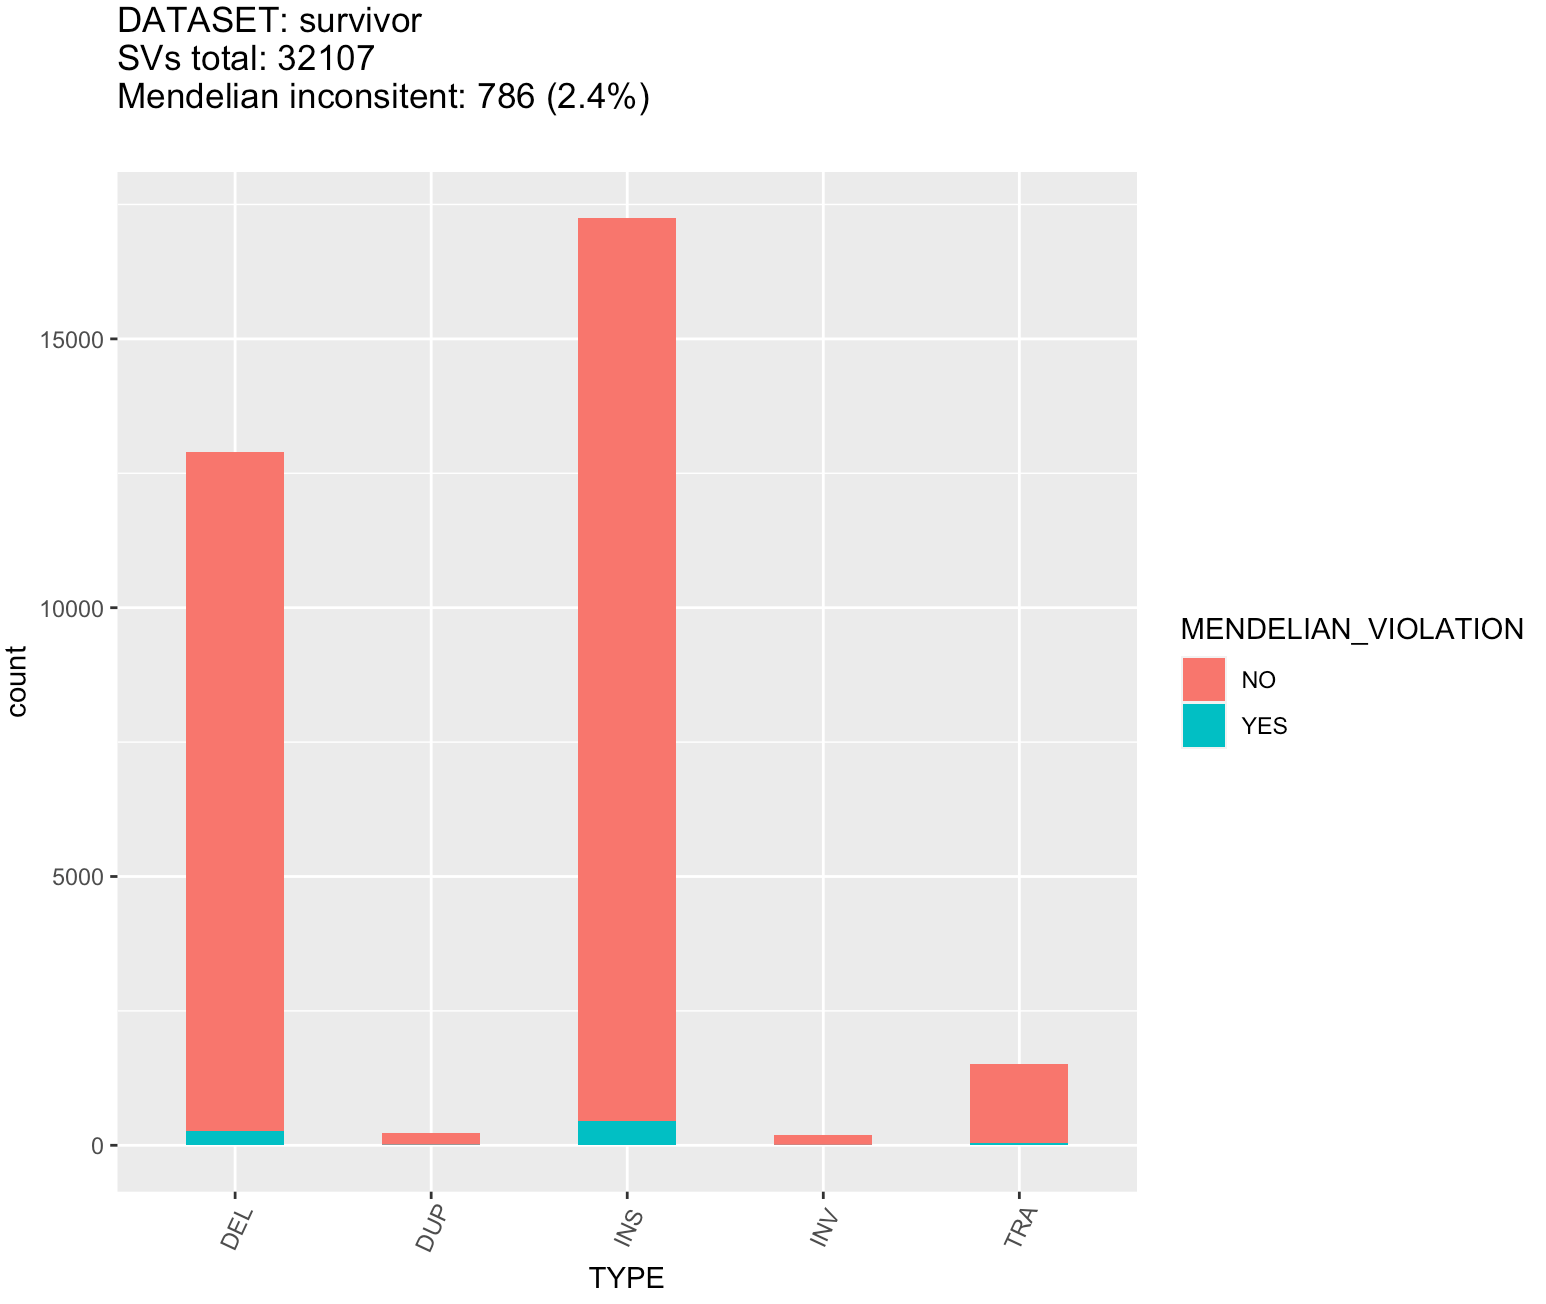 DATASET: survivor
SVs total: 32107
Mendelian inconsitent: 786 (2.4%)
15000
10000
5000
0
count
DEL
DUP
INS
INV
TRA
TYPE
MENDELIAN_VIOLATION
NO
YES